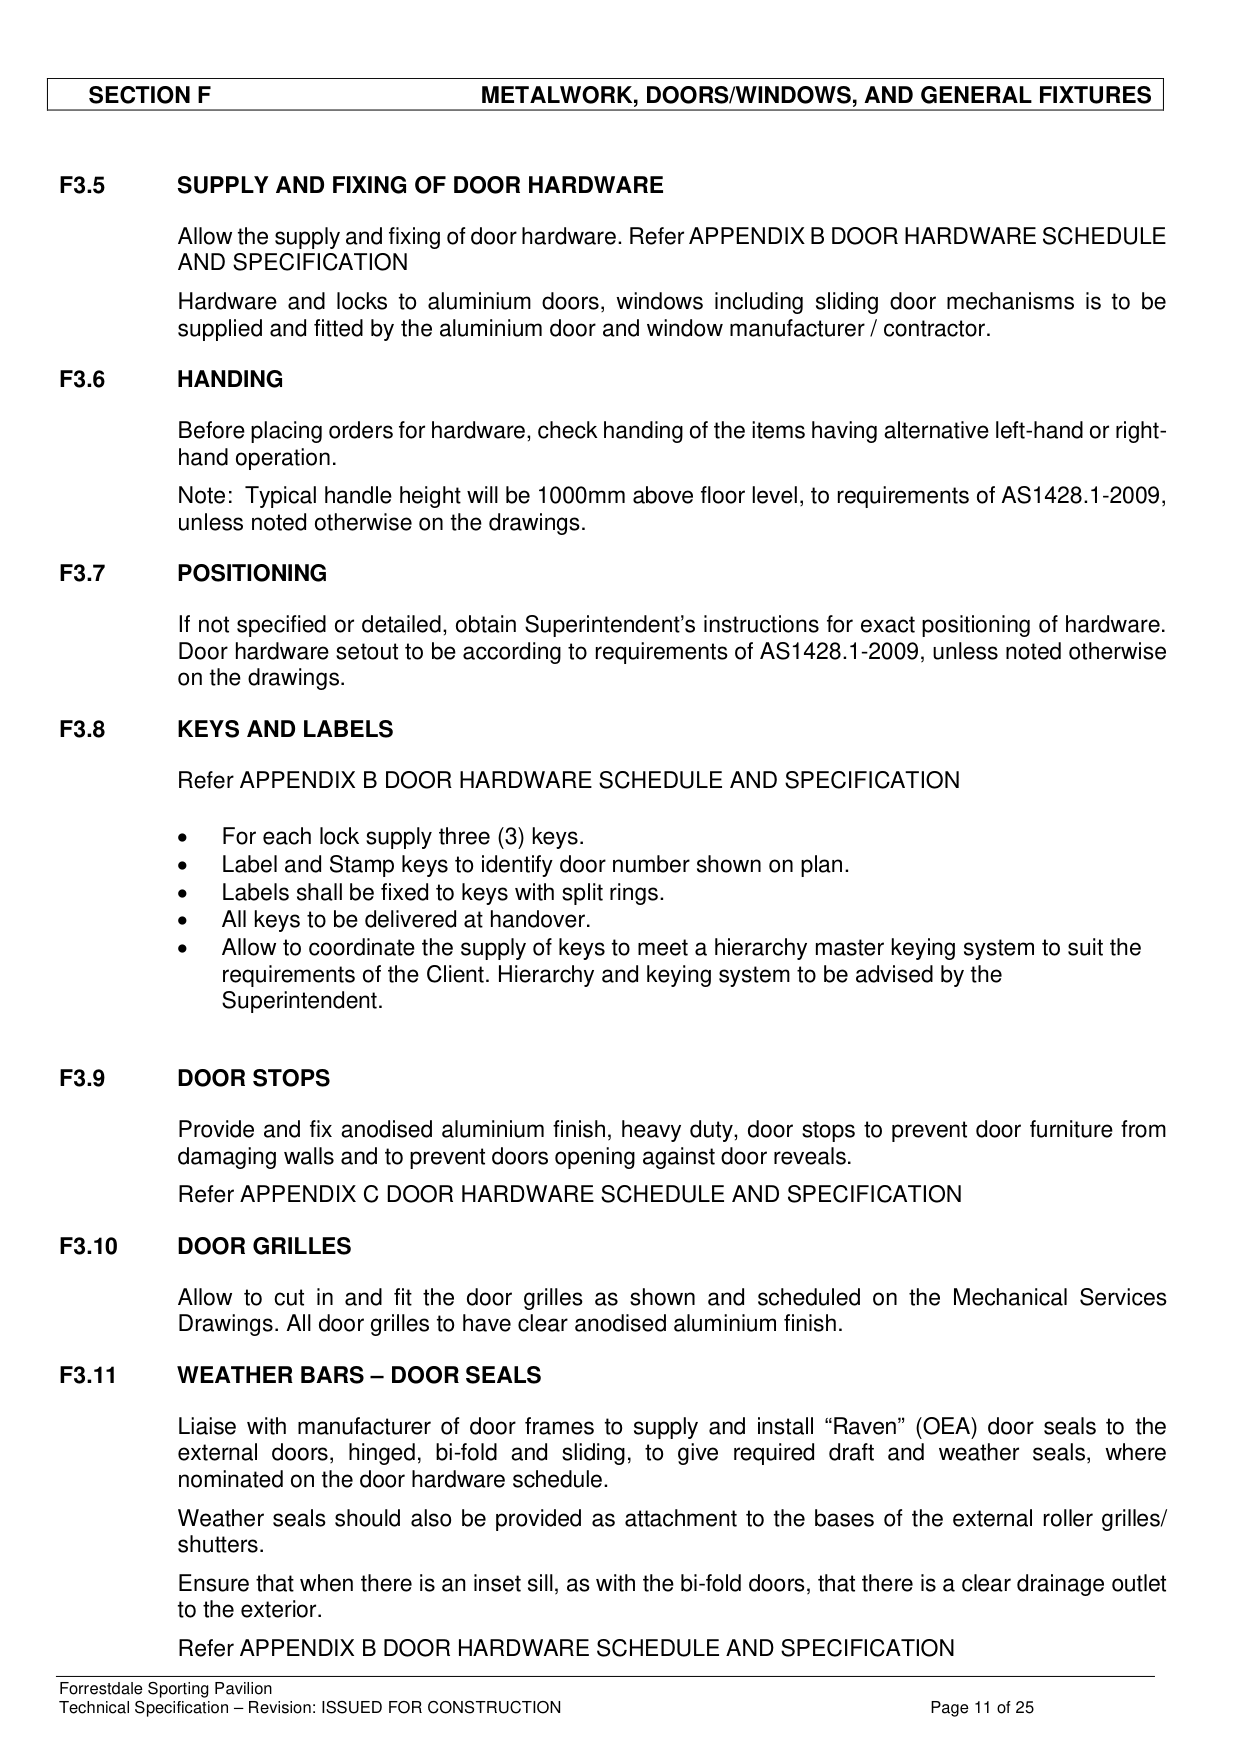 SECTION F METALWORK, DOORS/WINDOWS, AND GENERAL FIXTURES
F3.5 SUPPLY AND FIXING OF DOOR HARDWARE
Allow the supply and fixing of door hardware. Refer APPENDIX B DOOR HARDWARE SCHEDULE
AND SPECIFICATION
Hardware and locks to aluminium doors, windows including sliding door mechanisms is to be
supplied and fitted by the aluminium door and window manufacturer / contractor.
F3.6 HANDING
Before placing orders for hardware, check handing of the items having alternative left-hand or right-
hand operation.
Note: Typical handle height will be 1000mm above floor level, to requirements of AS1428.1-2009,
unless noted otherwise on the drawings.
F3.7 POSITIONING
If not specified or detailed, obtain Superintendent’s instructions for exact positioning of hardware.
Door hardware setout to be according to requirements of AS1428.1-2009, unless noted otherwise
on the drawings.
F3.8 KEYS AND LABELS
Refer APPENDIX B DOOR HARDWARE SCHEDULE AND SPECIFICATION
• For each lock supply three (3) keys.
• Label and Stamp keys to identify door number shown on plan.
• Labels shall be fixed to keys with split rings.
• All keys to be delivered at handover.
• Allow to coordinate the supply of keys to meet a hierarchy master keying system to suit the
requirements of the Client. Hierarchy and keying system to be advised by the
Superintendent.
F3.9 DOOR STOPS
Provide and fix anodised aluminium finish, heavy duty, door stops to prevent door furniture from
damaging walls and to prevent doors opening against door reveals.
Refer APPENDIX C DOOR HARDWARE SCHEDULE AND SPECIFICATION
F3.10 DOOR GRILLES
Allow to cut in and fit the door grilles as shown and scheduled on the Mechanical Services
Drawings. All door grilles to have clear anodised aluminium finish.
F3.11 WEATHER BARS – DOOR SEALS
Liaise with manufacturer of door frames to supply and install “Raven” (OEA) door seals to the
external doors, hinged, bi-fold and sliding, to give required draft and weather seals, where
nominated on the door hardware schedule.
Weather seals should also be provided as attachment to the bases of the external roller grilles/
shutters.
Ensure that when there is an inset sill, as with the bi-fold doors, that there is a clear drainage outlet
to the exterior.
Refer APPENDIX B DOOR HARDWARE SCHEDULE AND SPECIFICATION
Forrestdale Sporting Pavilion
Technical Specification – Revision: ISSUED FOR CONSTRUCTION Page 11 of 25